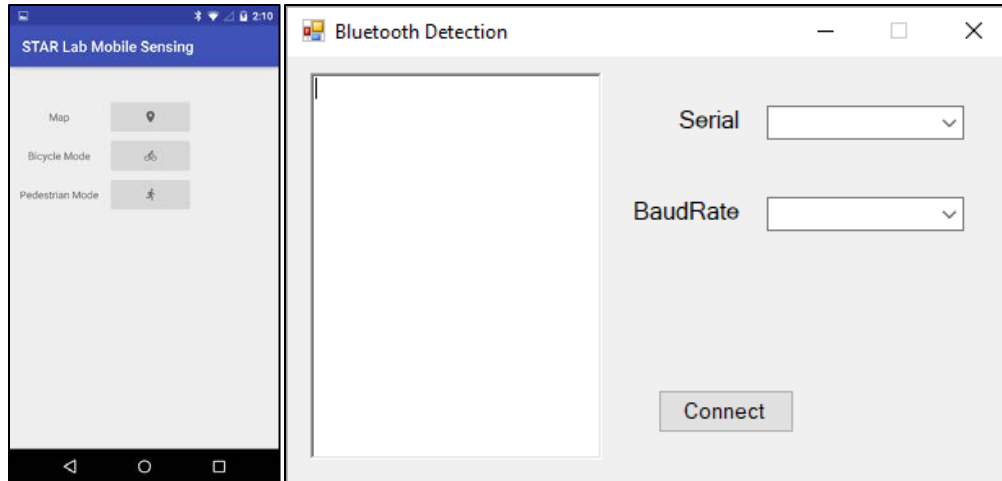 2:10
STAR Lab Mobile Sensing
Map
Bicycle Mode
Pedestrian Mode
Bluetooth Detection
Serial
BaudRate
Connect